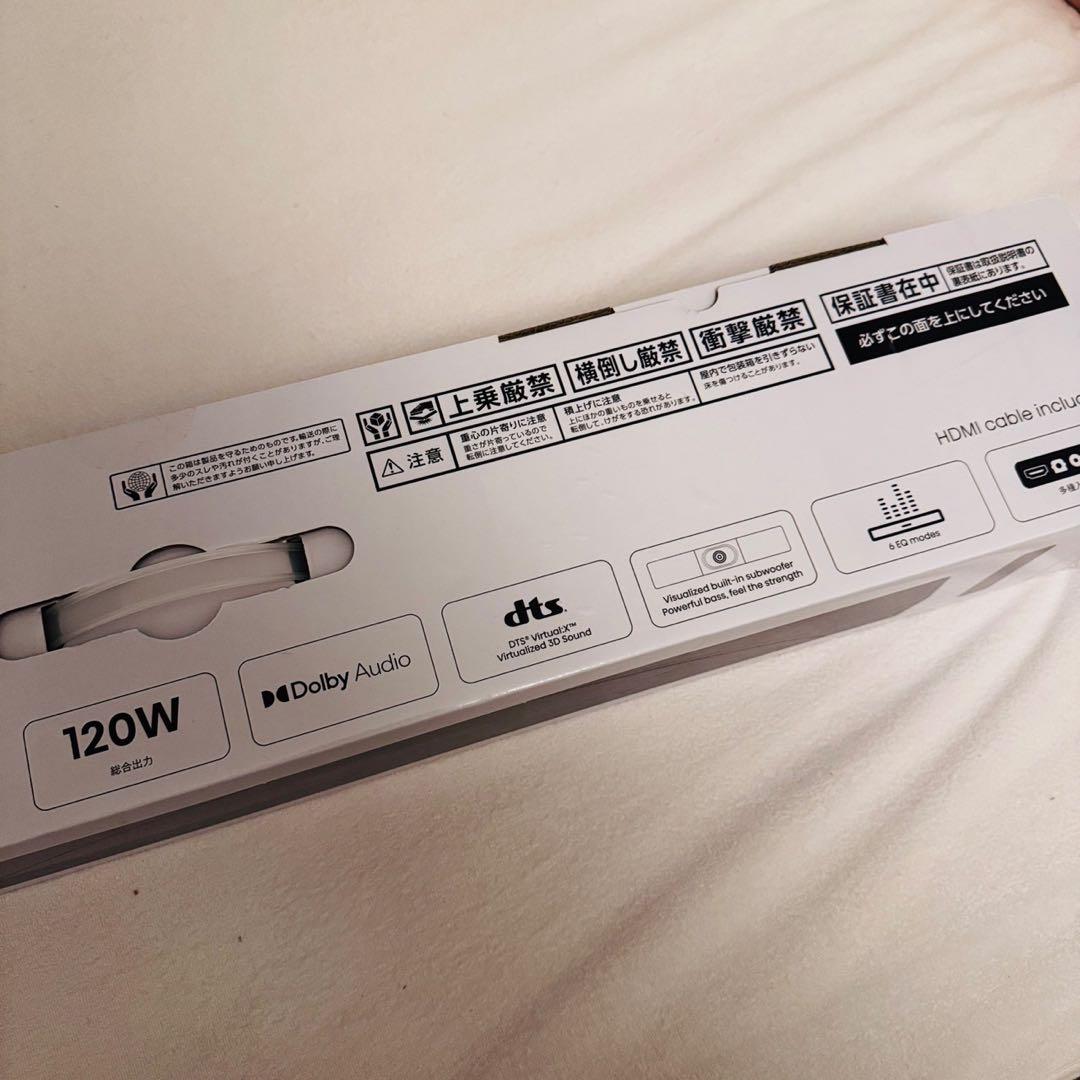 この箱は製品を守るためのものです。輸送の際に
多少のスレや汚れが付くことがありますが、ご理
解いただきますようお願い申し上げます。
上乗厳禁
横倒し厳禁
衝撃厳禁
保証書在中
保証書は取扱説明書の
裏表紙にあります。
必ずこの面を上にしてください
注意
重心の片寄りに注意
重さが片寄っているので
転倒に注意してください。
積上げに注意
上にほかの重いものを乗せると
転倒して、けがをする恐れがあります。
屋内で包装箱を引きずらない
床を傷つけることがあります。
HDMI cable inclu
120W
総合出力
Dolby Audio
dts
DTS® Virtual:X™
Virtualized 3D Sound
Visualized built-in subwoofer
Powerful bass, feel the strength
6 EQ modes
多種入